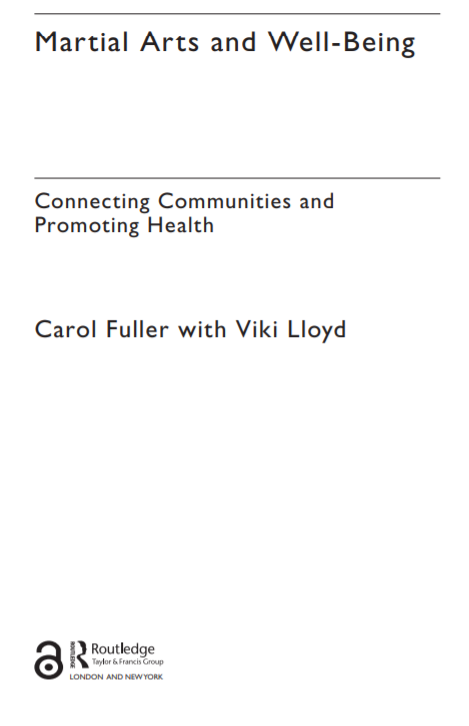 Martial Arts and Well-Being
Connecting Communities and
Promoting Health
Carol Fuller with Viki Lloyd
ROUTLEDGE
Routledge
Taylor & Francis Group
LONDON AND NEW YORK